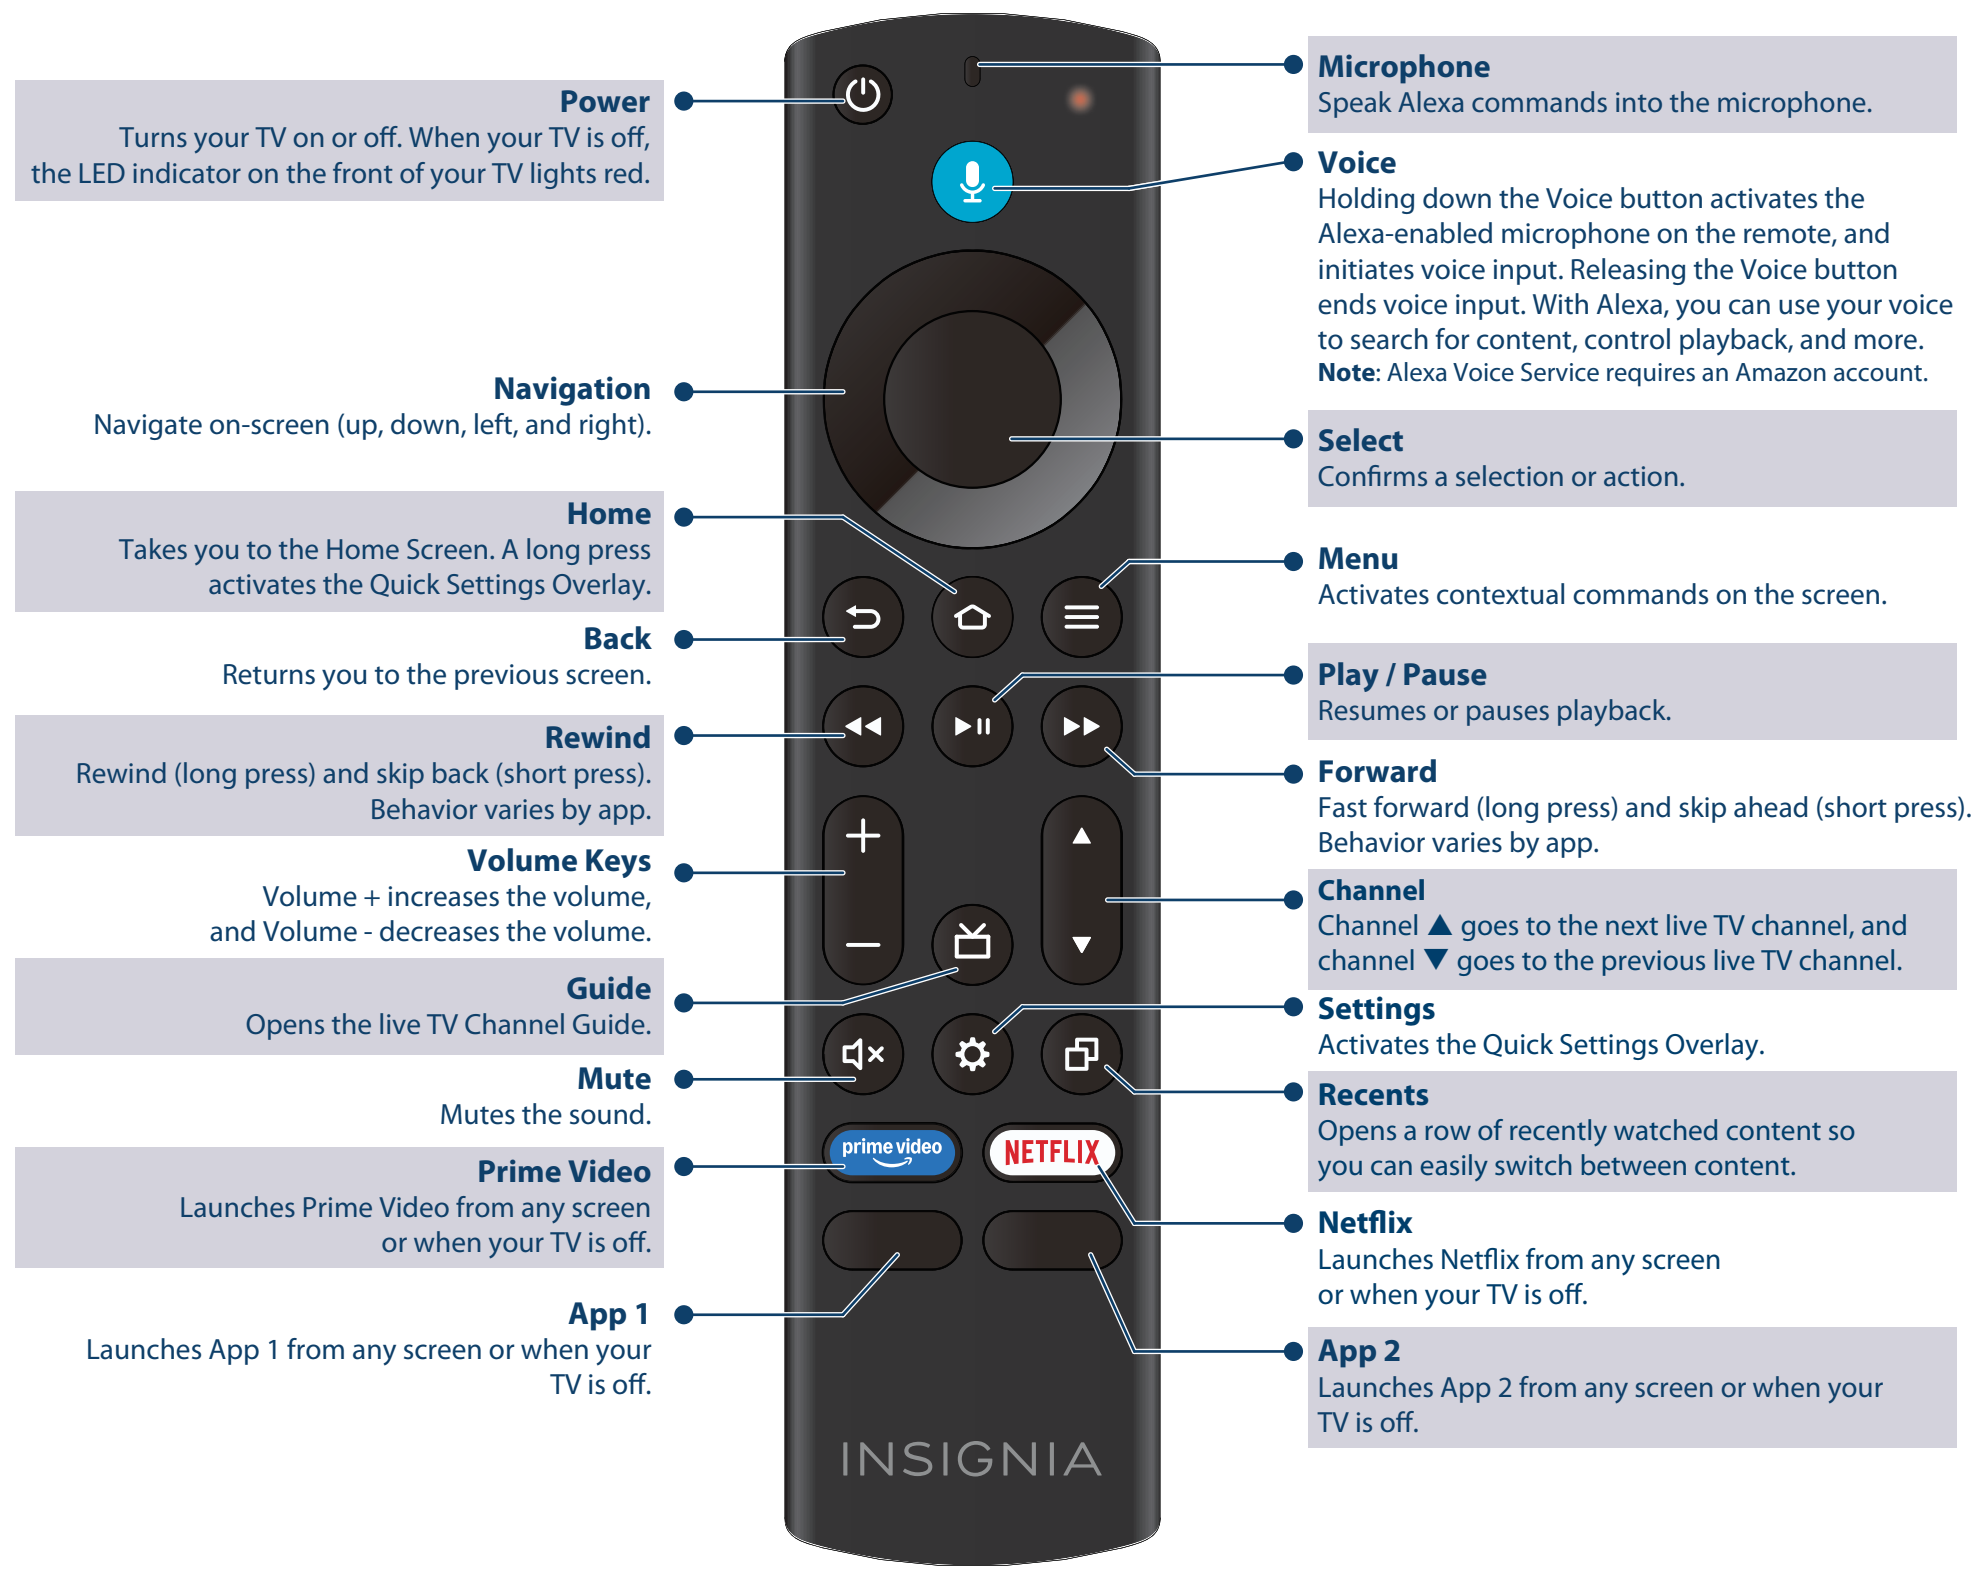 Power
Turns your TV on or off. When your TV is off,
the LED indicator on the front of your TV lights red.
Navigation
Navigate on-screen (up, down, left, and right).
Home
Takes you to the Home Screen. A long press
activates the Quick Settings Overlay.
Back
Returns you to the previous screen.
Rewind
Rewind (long press) and skip back (short press).
Behavior varies by app.
Volume Keys
Volume + increases the volume,
and Volume - decreases the volume.
Guide
Opens the live TV Channel Guide.
Mute
Mutes the sound.
Prime Video
Launches Prime Video from any screen
or when your TV is off.
App 1
Launches App 1 from any screen or when your
TV is off.
prime video
NETFLIX
INSIGNIA
Microphone
Speak Alexa commands into the microphone.
Voice
Holding down the Voice button activates the
Alexa-enabled microphone on the remote, and
initiates voice input. Releasing the Voice button
ends voice input. With Alexa, you can use your voice
to search for content, control playback, and more.
Note: Alexa Voice Service requires an Amazon account.
Select
Confirms a selection or action.
Menu
Activates contextual commands on the screen.
Play / Pause
Resumes or pauses playback.
Forward
Fast forward (long press) and skip ahead (short press).
Behavior varies by app.
Channel
Channel ▲ goes to the next live TV channel, and
channel ▼ goes to the previous live TV channel.
Settings
Activates the Quick Settings Overlay.
Recents
Opens a row of recently watched content so
you can easily switch between content.
Netflix
Launches Netflix from any screen
or when your TV is off.
App 2
Launches App 2 from any screen or when your
TV is off.